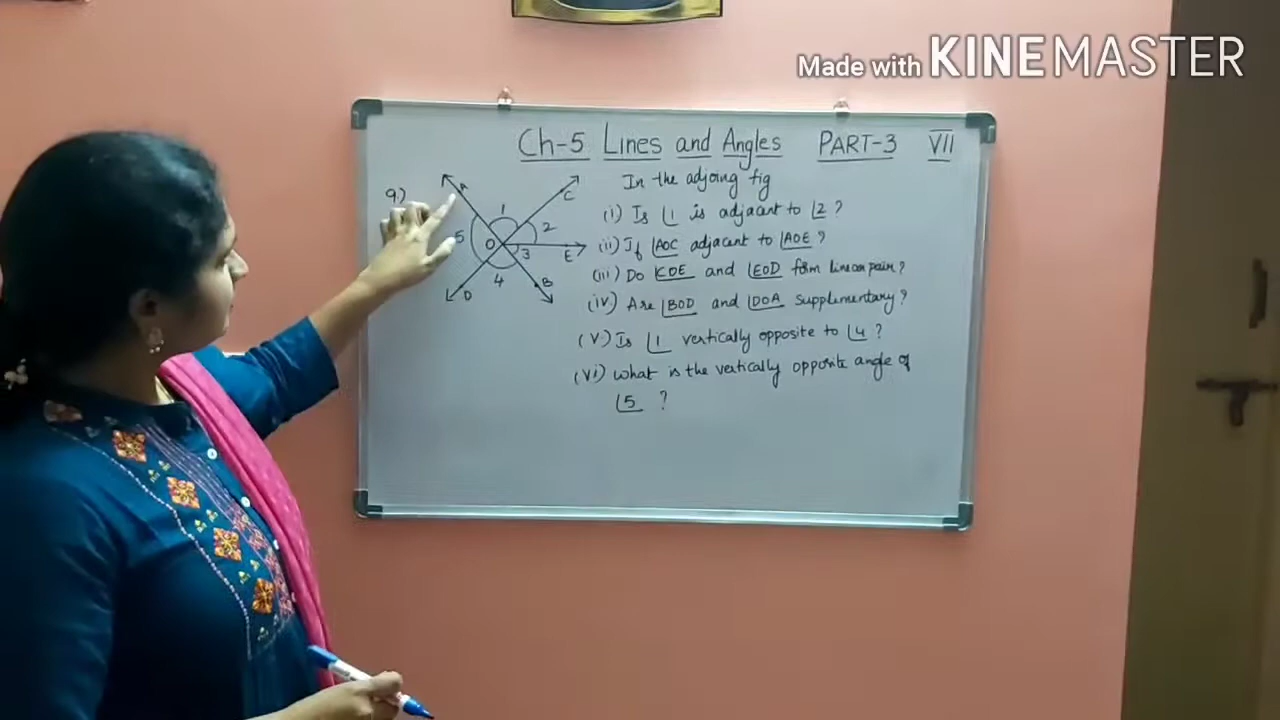 Made with KINEMASTER
Ch-5 Lines and Angles PART-3 VII
9)
In the adjoing fig
(i) Is ∠1 is adjacent to ∠2 ?
(ii) If ∠AOC adjacent to ∠AOE ?
(iii) Do ∠COE and ∠EOD form linear pair?
(iv) Are ∠BOD and ∠DOA supplementary?
(v) Is ∠1 vertically opposite to ∠4 ?
(vi) what is the vertically opposite angle of
∠5 ?
A
C
1
2
5
O
3
E
4
B
D